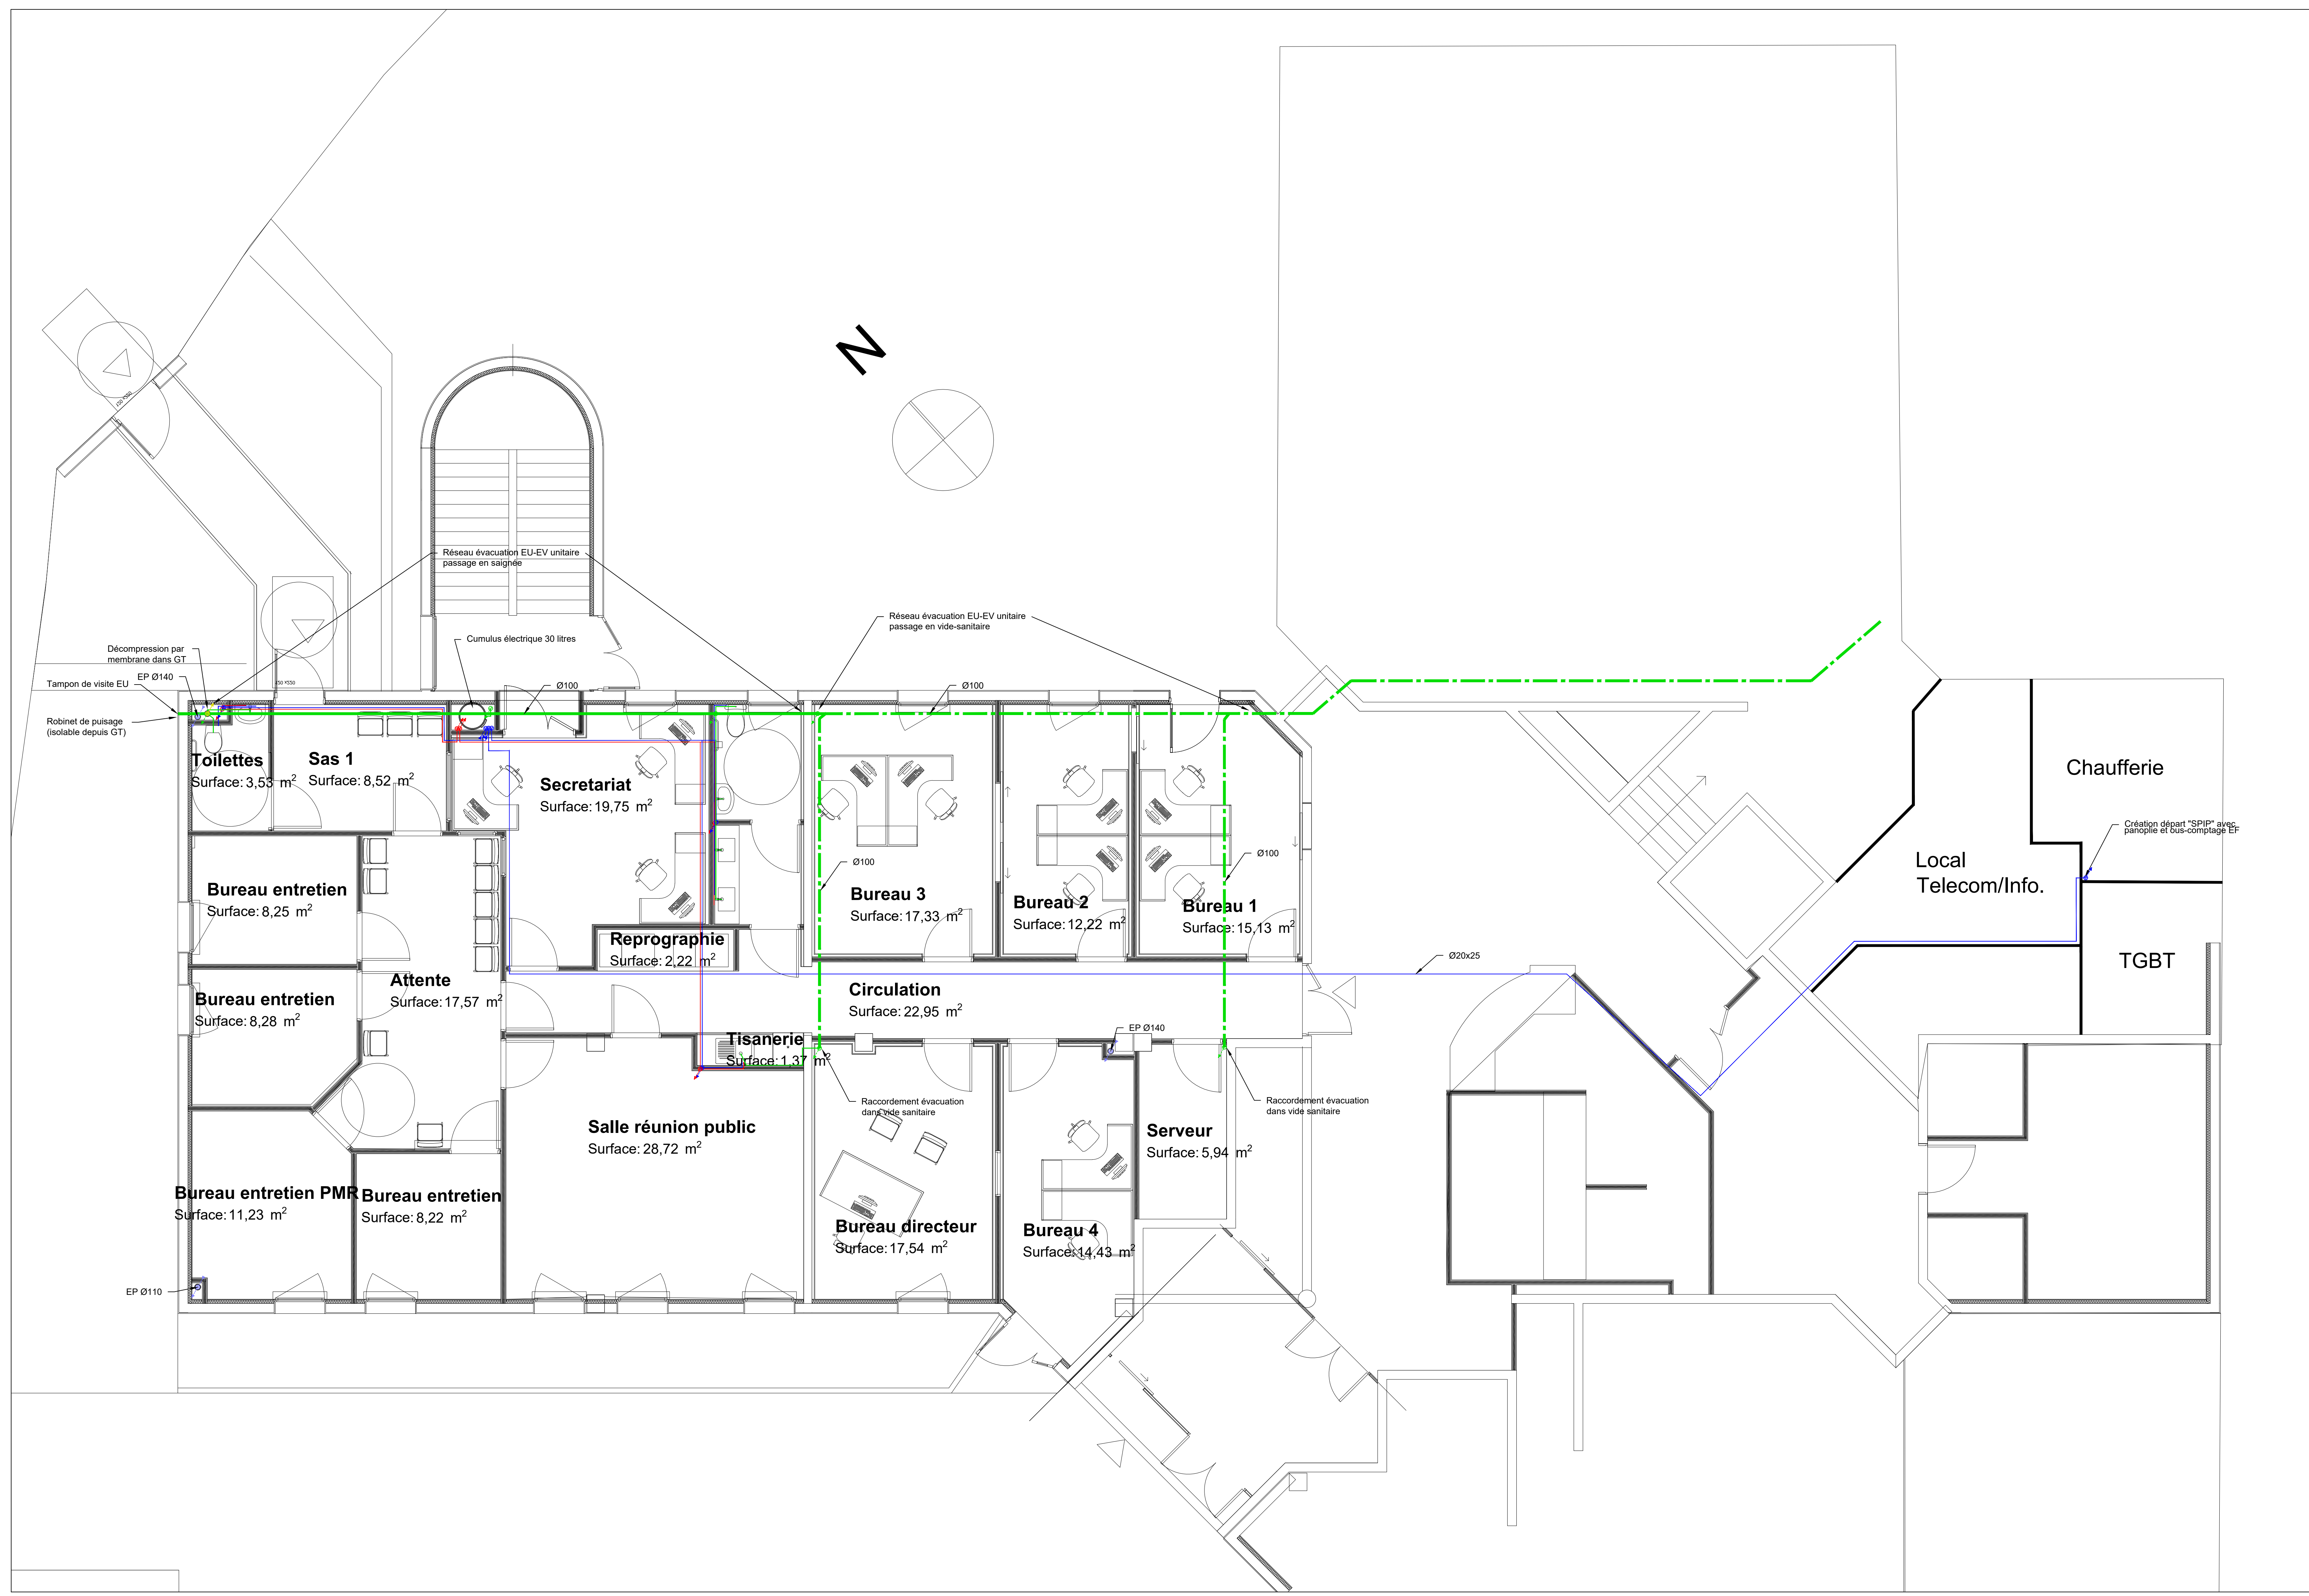 N
Réseau évacuation EU-EV unitaire
passage en saignée
Réseau évacuation EU-EV unitaire
passage en vide-sanitaire
Cumulus électrique 30 litres
Décompression par
membrane dans GT
EP Ø140
Tampon de visite EU
Robinet de puisage
(isolable depuis GT)
Ø100
Ø100
Toilettes
Surface: 3,53 m²
Sas 1
Surface: 8,52 m²
Secretariat
Surface: 19,75 m²
Chaufferie
Création départ "SPIP" avec
panoplie et ous-comptage EF
Local
Telecom/Info.
Ø100
Ø100
Bureau entretien
Surface: 8,25 m²
Bureau 3
Surface: 17,33 m²
Bureau 2
Surface: 12,22 m²
Bureau 1
Surface: 15,13 m²
Reprographie
Surface: 2,22 m²
Ø20x25
TGBT
Attente
Surface: 17,57 m²
Circulation
Surface: 22,95 m²
Bureau entretien
Surface: 8,28 m²
Tisanerie
Surface: 1,37 m²
EP Ø140
Raccordement évacuation
dans vide sanitaire
Raccordement évacuation
dans vide sanitaire
Salle réunion public
Surface: 28,72 m²
Serveur
Surface: 5,94 m²
Bureau entretien PMR
Surface: 11,23 m²
Bureau entretien
Surface: 8,22 m²
Bureau directeur
Surface: 17,54 m²
Bureau 4
Surface: 14,43 m²
EP Ø110